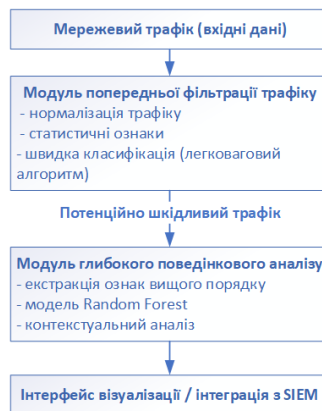 Мережевий трафік (вхідні дані)
Модуль попередньої фільтрації трафіку
- нормалізація трафіку
- статистичні ознаки
- швидка класифікація (легковаговий
алгоритм)
Потенційно шкідливий трафік
Модуль глибокого поведінкового аналізу
- екстракція ознак вищого порядку
- модель Random Forest
- контекстуальний аналіз
Інтерфейс візуалізації / інтеграція з SIEM